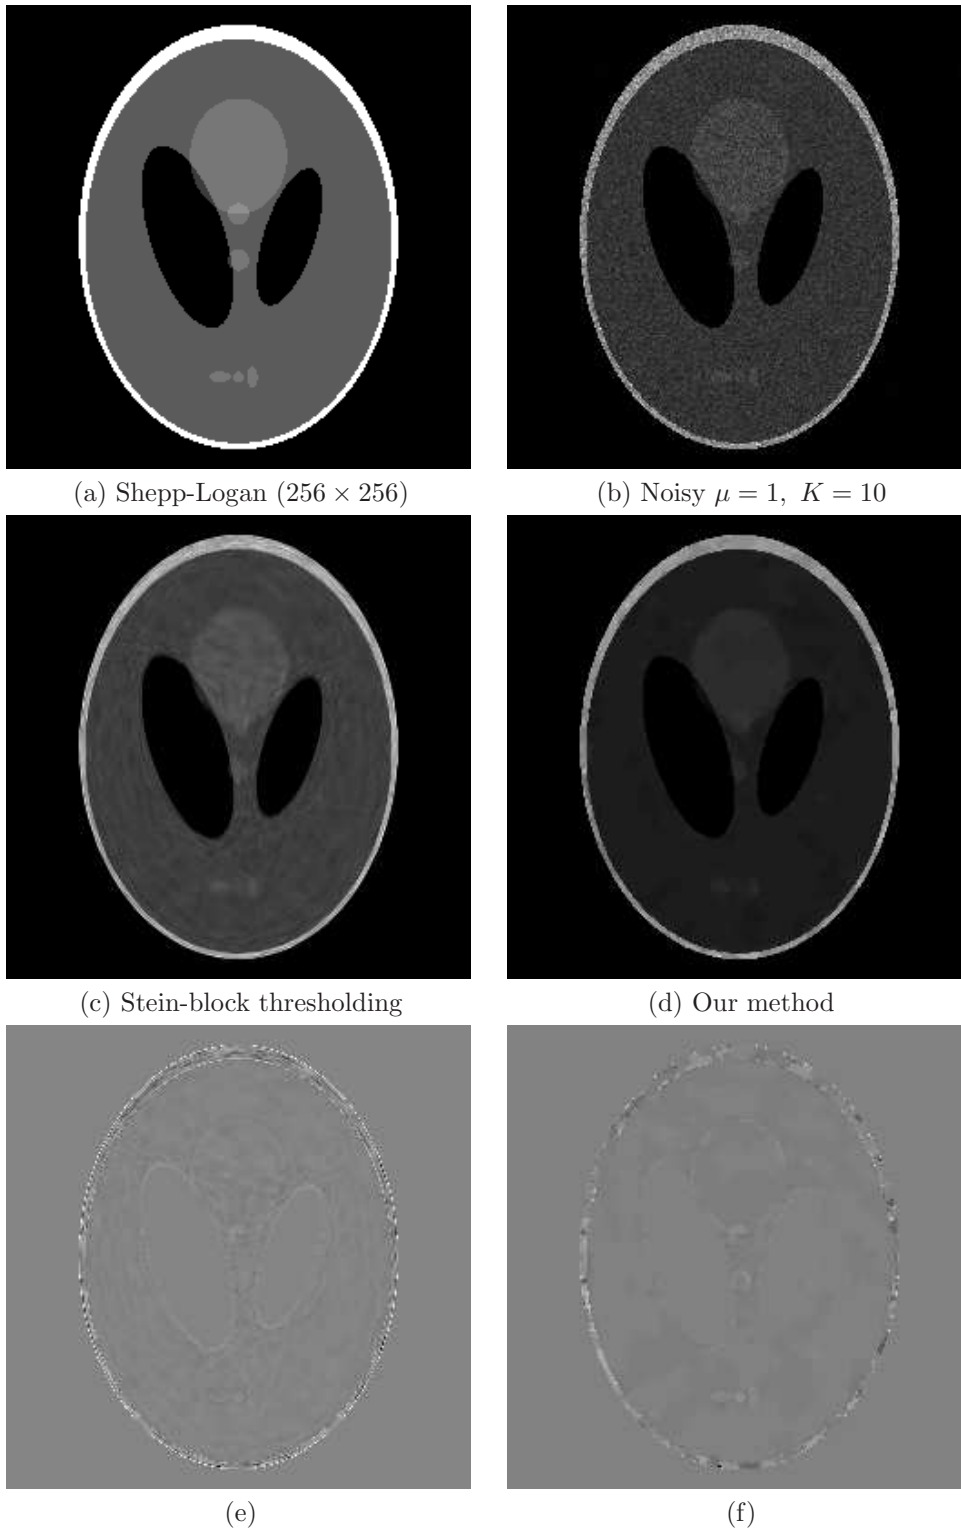 (a) Shepp-Logan (256 × 256)
(b) Noisy μ = 1, K = 10
(c) Stein-block thresholding
(d) Our method
(e)
(f)